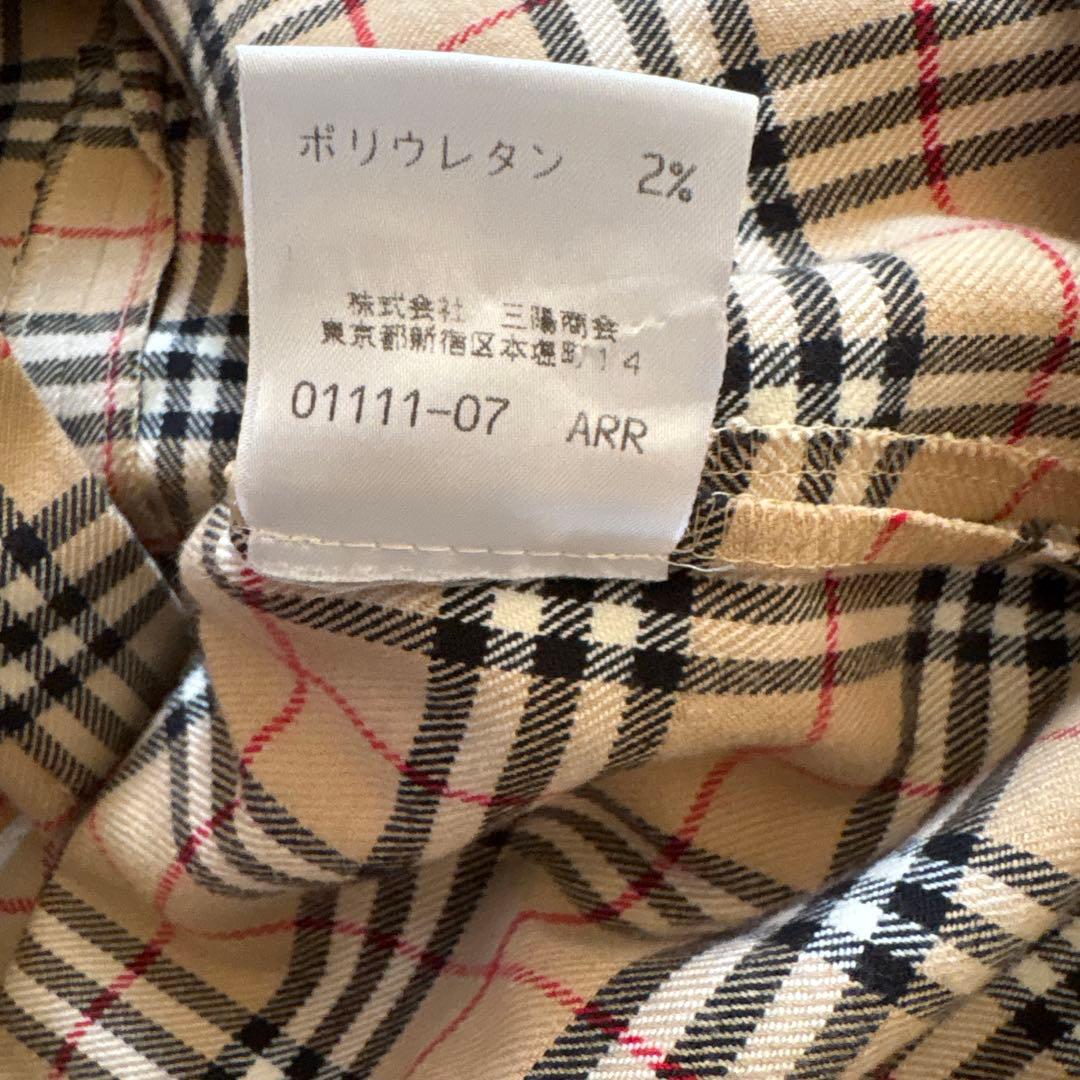 ポリウレタン 2%
株式会社 三陽商会
東京都新宿区本塩町14
01111-07 ARR